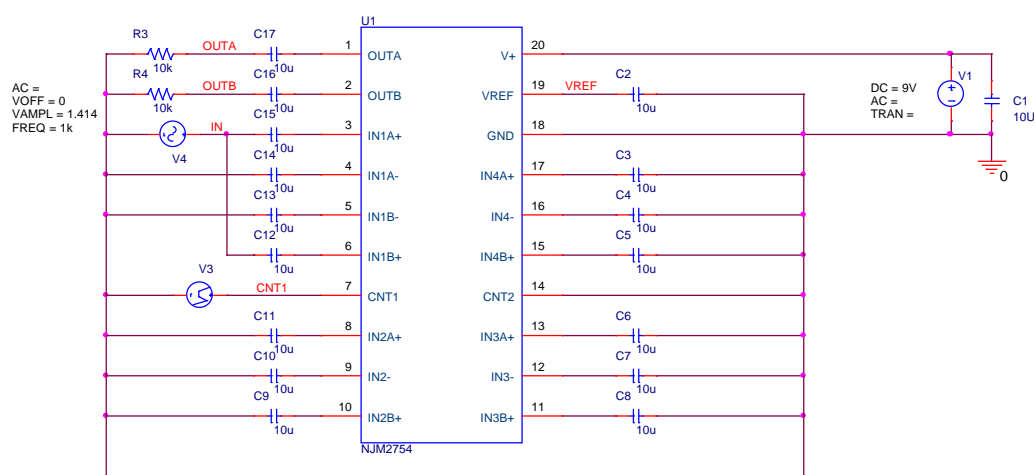 U1
R3
10k
OUTA
C17
10u
1
OUTA
V+
20
R4
10k
OUTB
C16
10u
2
OUTB
VREF
19
VREF
C2
10u
AC =
VOFF = 0
VAMPL = 1.414
FREQ = 1k
V4
IN
C15
10u
3
IN1A+
GND
18
DC = 9V
AC =
TRAN =
V1
C1
10U
0
C14
10u
4
IN1A-
IN4A+
17
C3
10u
C13
10u
5
IN1B-
IN4-
16
C4
10u
C12
10u
6
IN1B+
IN4B+
15
C5
10u
V3
CNT1
7
CNT1
CNT2
14
C11
10u
8
IN2A+
IN3A+
13
C6
10u
C10
10u
9
IN2-
IN3-
12
C7
10u
C9
10u
10
IN2B+
IN3B+
11
C8
10u
NJM2754